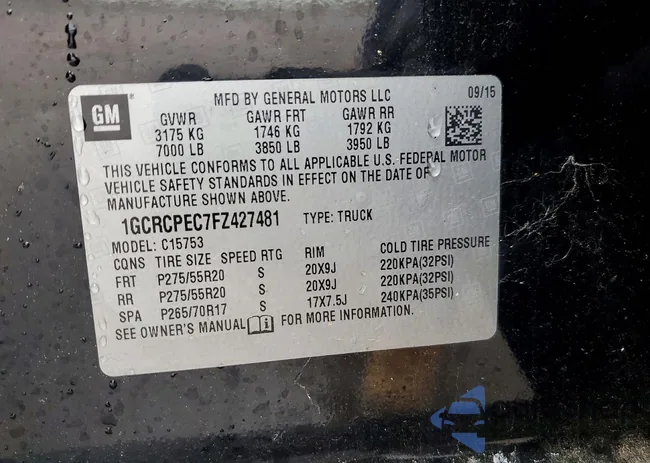 GM
MFD BY GENERAL MOTORS LLC 09/15
GVWR GAWR FRT GAWR RR
3175 KG 1746 KG 1792 KG
7000 LB 3850 LB 3950 LB
THIS VEHICLE CONFORMS TO ALL APPLICABLE U.S. FEDERAL MOTOR
VEHICLE SAFETY STANDARDS IN EFFECT ON THE DATE OF
MANUFACTURE SHOWN ABOVE.
1GCRCPEC7FZ427481 TYPE: TRUCK
MODEL: C15753
CQNS TIRE SIZE SPEED RTG RIM COLD TIRE PRESSURE
FRT P275/55R20 S 20X9J 220KPA(32PSI)
RR P275/55R20 S 20X9J 220KPA(32PSI)
SPA P265/70R17 S 17X7.5J 240KPA(35PSI)
SEE OWNER'S MANUAL FOR MORE INFORMATION.